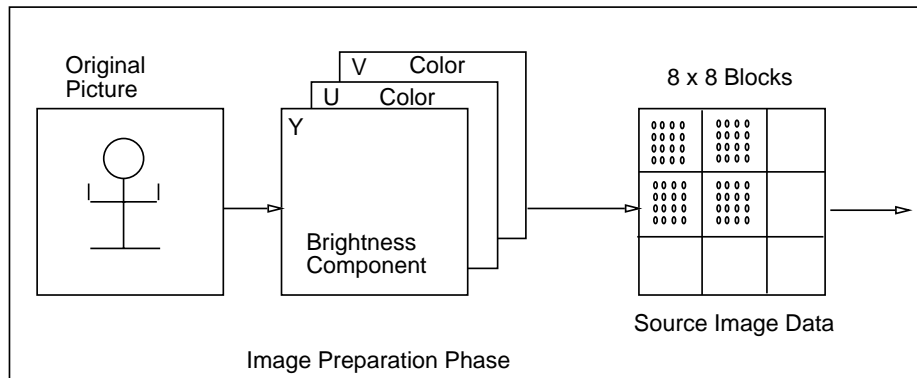 Original
Picture
V Color
U Color
Y
Brightness
Component
8 x 8 Blocks
Source Image Data
Image Preparation Phase